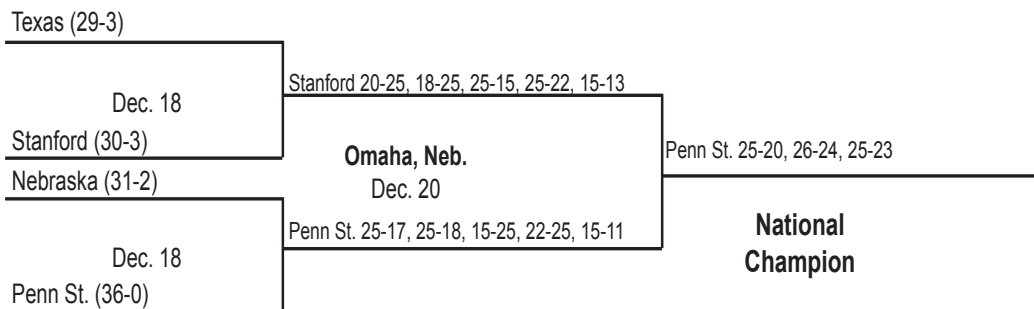 Texas (29-3)
Stanford 20-25, 18-25, 25-15, 25-22, 15-13
Dec. 18
Stanford (30-3)
Omaha, Neb.
Dec. 20
Penn St. 25-20, 26-24, 25-23
Nebraska (31-2)
Penn St. 25-17, 25-18, 15-25, 22-25, 15-11
National
Champion
Dec. 18
Penn St. (36-0)